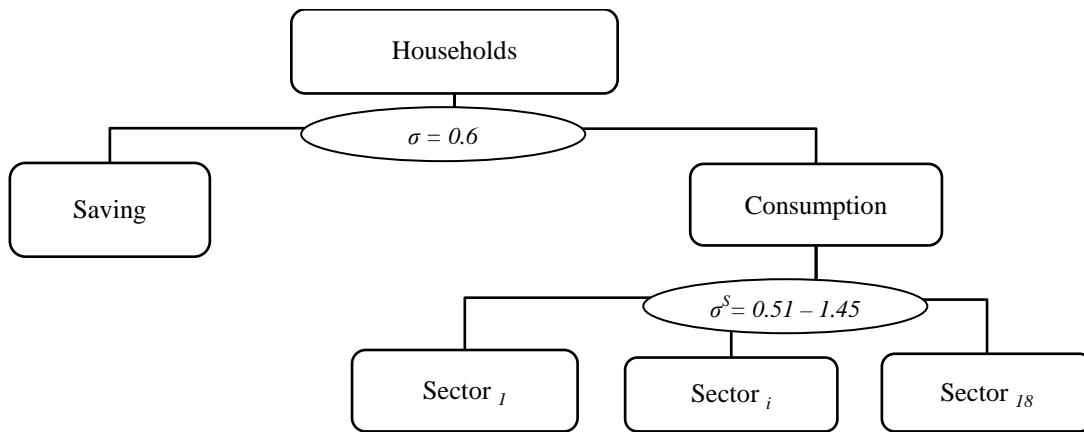 Households
σ = 0.6
Saving
Consumption
σS= 0.51 – 1.45
Sector 1
Sector i
Sector 18